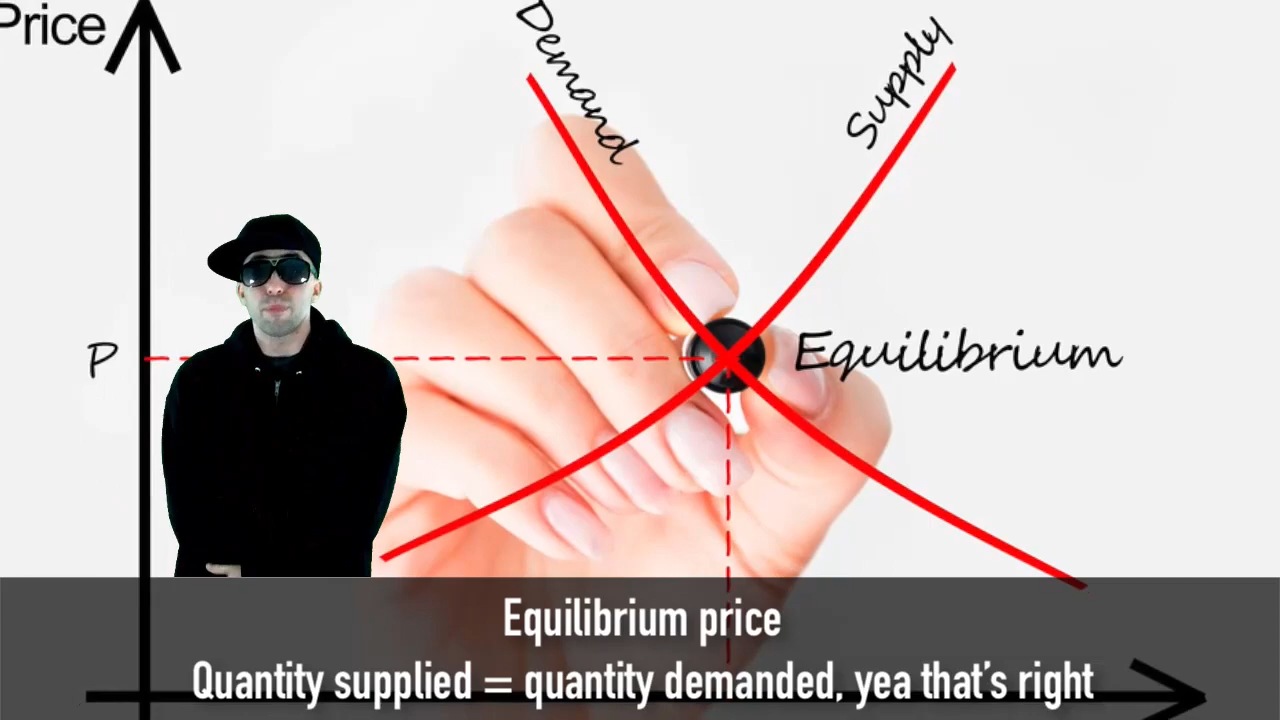 Price
Demand
Supply
P
Equilibrium
Equilibrium price
Quantity supplied = quantity demanded, yea that's right